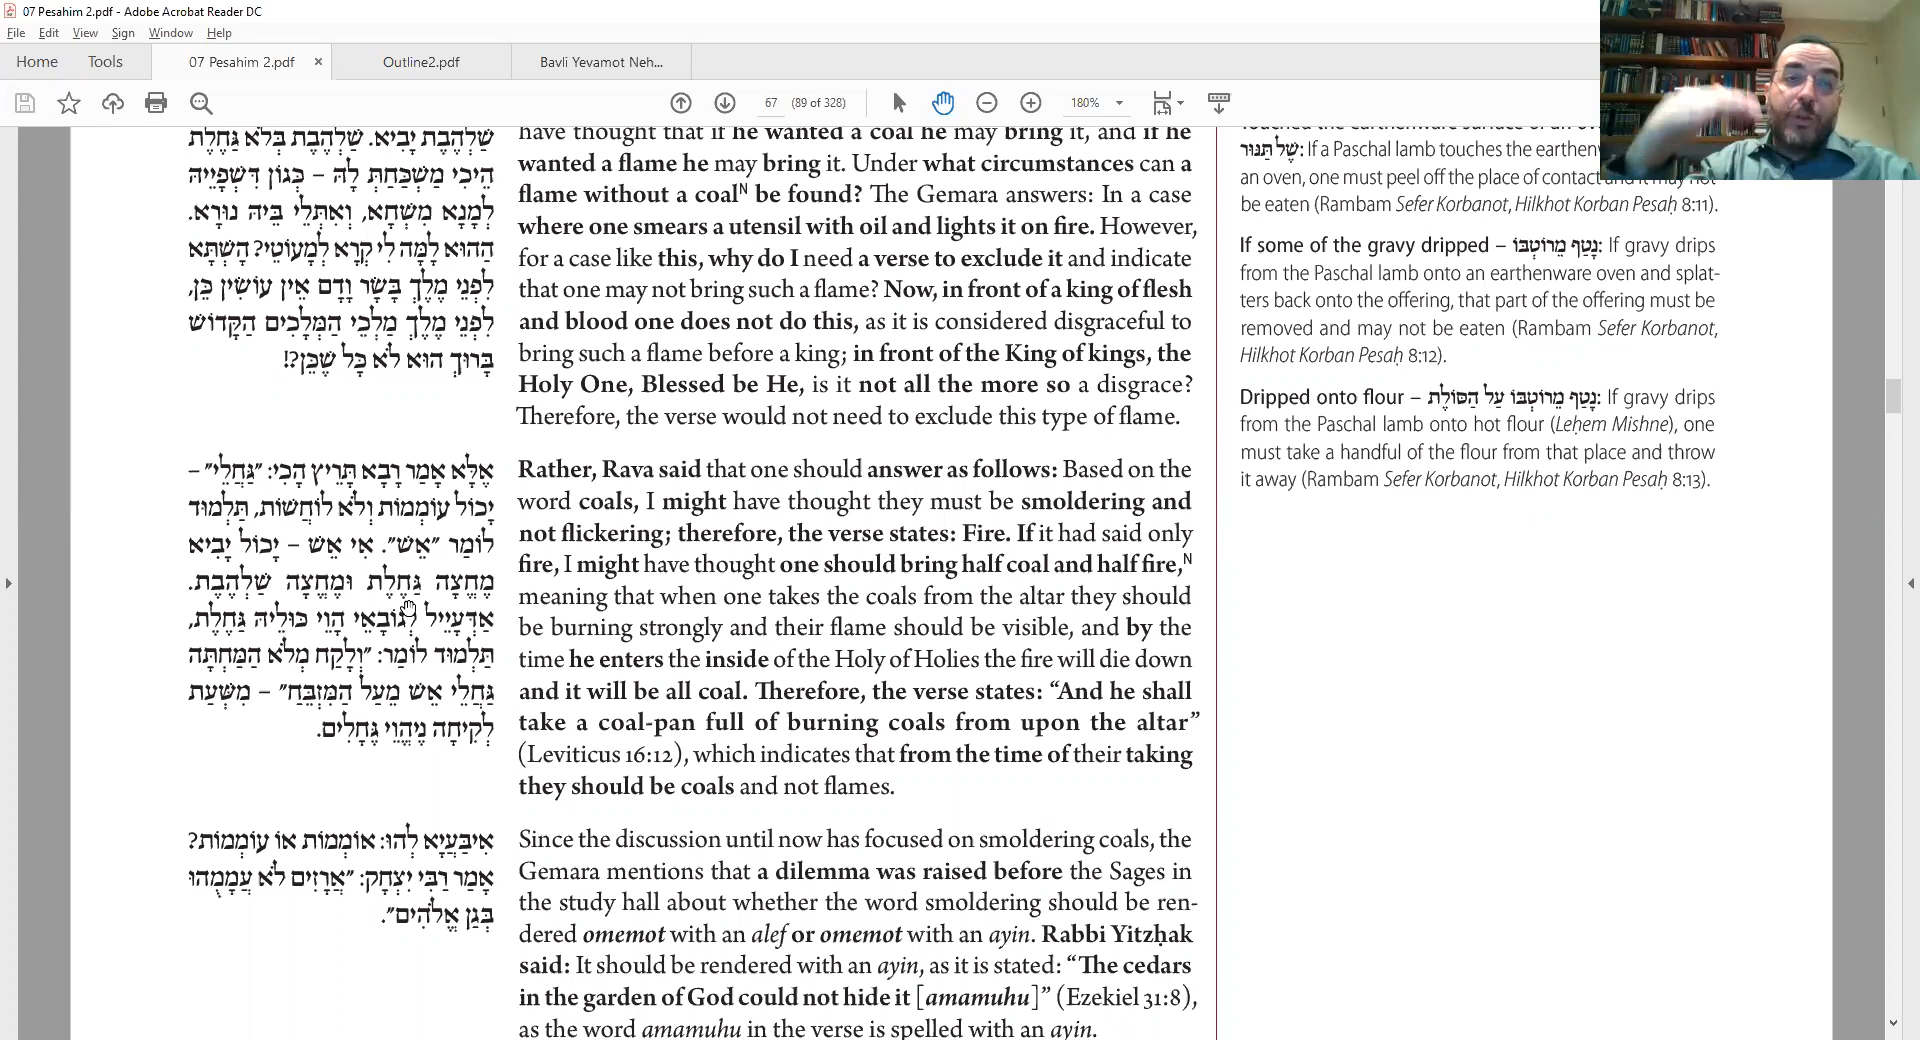 07 Pesahim 2.pdf - Adobe Acrobat Reader DC
File Edit View Sign Window Help
Home Tools 07 Pesahim 2.pdf × Outline2.pdf Bavli Yevamot Neh...
67 (89 of 328) 180%
שַׁלְהֶבֶת יָבִיא. שַׁלְהֶבֶת בְּלֹא גַּחֶלֶת
הֵיכִי מַשְׁכַּחַתְּ לָהּ – כְּגוֹן דִּשְׁפָיֵיהּ
לְמָנָא מִשְׁחָא, וְאִתְּלֵי בֵּיהּ נוּרָא.
הַהוּא לָמָּה לִי קְרָא לְמָעוֹטֵי? הָשְׁתָּא
לִפְנֵי מֶלֶךְ בָּשָׂר וָדָם אֵין עוֹשִׂין כֵּן,
לִפְנֵי מֶלֶךְ מַלְכֵי הַמְּלָכִים הַקָּדוֹשׁ
בָּרוּךְ הוּא לֹא כָּל שֶׁכֵּן?!
אֶלָּא אָמַר רָבָא תָּרֵיץ הָכִי: ״גַּחֲלֵי״ –
יָכוֹל עוֹמְמוֹת וְלֹא לוֹחֲשׁוֹת, תַּלְמוּד
לוֹמַר ״אֵשׁ״. אִי אֵשׁ – יָכוֹל יָבִיא
מֶחֱצָה גַּחֶלֶת וּמֶחֱצָה שַׁלְהֶבֶת.
אַדְּעָיֵיל לְגוֹבָאֵי הָוֵי כּוּלֵּיהּ גַּחֶלֶת,
תַּלְמוּד לוֹמַר: ״וְלָקַח מְלֹא הַמַּחְתָּה
גַּחֲלֵי אֵשׁ מֵעַל הַמִּזְבֵּחַ״ – מִשְּׁעַת
לְקִיחָה נֶיהֱוֵי גֶּחָלִים.
אִיבַּעֲיָא לְהוּ: אוֹמְמוֹת אוֹ עוֹמְמוֹת?
אָמַר רַבִּי יִצְחָק: ״אֲרָזִים לֹא עֲמָמֻהוּ
בְּגַן אֱלֹהִים״.
have thought that if he wanted a coal he may bring it, and if he
wanted a flame he may bring it. Under what circumstances can a
flame without a coalᴺ be found? The Gemara answers: In a case
where one smears a utensil with oil and lights it on fire. However,
for a case like this, why do I need a verse to exclude it and indicate
that one may not bring such a flame? Now, in front of a king of flesh
and blood one does not do this, as it is considered disgraceful to
bring such a flame before a king; in front of the King of kings, the
Holy One, Blessed be He, is it not all the more so a disgrace?
Therefore, the verse would not need to exclude this type of flame.
Rather, Rava said that one should answer as follows: Based on the
word coals, I might have thought they must be smoldering and
not flickering; therefore, the verse states: Fire. If it had said only
fire, I might have thought one should bring half coal and half fire,ᴺ
meaning that when one takes the coals from the altar they should
be burning strongly and their flame should be visible, and by the
time he enters the inside of the Holy of Holies the fire will die down
and it will be all coal. Therefore, the verse states: “And he shall
take a coal-pan full of burning coals from upon the altar”
(Leviticus 16:12), which indicates that from the time of their taking
they should be coals and not flames.
Since the discussion until now has focused on smoldering coals, the
Gemara mentions that a dilemma was raised before the Sages in
the study hall about whether the word smoldering should be ren-
dered omemot with an alef or omemot with an ayin. Rabbi Yitzḥak
said: It should be rendered with an ayin, as it is stated: “The cedars
in the garden of God could not hide it [amamuhu]” (Ezekiel 31:8),
as the word amamuhu in the verse is spelled with an ayin.
של תַּנּוּר: If a Paschal lamb touches the
an oven, one must peel off the place of contact and it may not
be eaten (Rambam Sefer Korbanot, Hilkhot Korban Pesaḥ 8:11).
If some of the gravy dripped – נָטַף מֵרוֹטְבּוֹ: If gravy drips
from the Paschal lamb onto an earthenware oven and splat-
ters back onto the offering, that part of the offering must be
removed and may not be eaten (Rambam Sefer Korbanot,
Hilkhot Korban Pesaḥ 8:12).
Dripped onto flour – נָטַף מֵרוֹטְבּוֹ עַל הַסּוֹלֶת: If gravy drips
from the Paschal lamb onto hot flour (Leḥem Mishne), one
must take a handful of the flour from that place and throw
it away (Rambam Sefer Korbanot, Hilkhot Korban Pesaḥ 8:13).